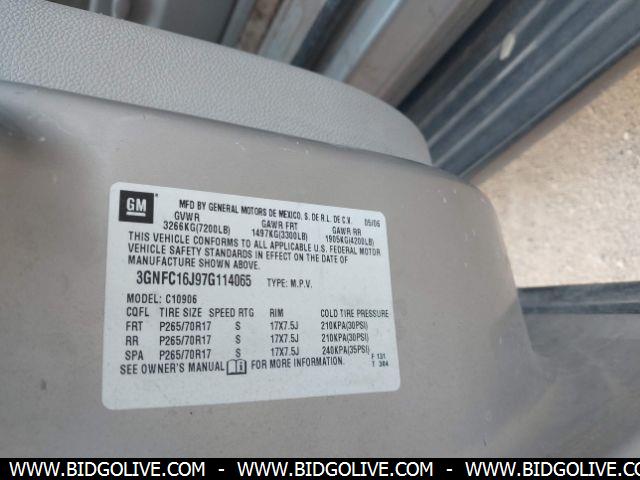 GM
MFD BY GENERAL MOTORS DE MEXICO, S. DE R.L. DE C.V. 05/06
GVWR GAWR FRT GAWR RR
3266KG(7200LB) 1497KG(3300LB) 1905KG(4200LB)
THIS VEHICLE CONFORMS TO ALL APPLICABLE U.S. FEDERAL MOTOR
VEHICLE SAFETY STANDARDS IN EFFECT ON THE DATE OF
MANUFACTURE SHOWN ABOVE.
3GNFC16J97G114065 TYPE: M.P.V.
MODEL: C10906
CQFL TIRE SIZE SPEED RTG RIM COLD TIRE PRESSURE
FRT P265/70R17 S 17X7.5J 210KPA(30PSI)
RR P265/70R17 S 17X7.5J 210KPA(30PSI)
SPA P265/70R17 S 17X7.5J 240KPA(35PSI)
SEE OWNER'S MANUAL FOR MORE INFORMATION.
F 131
T 304
WWW.BIDGOLIVE.COM - WWW.BIDGOLIVE.COM - WWW.BIDGOLIVE.COM